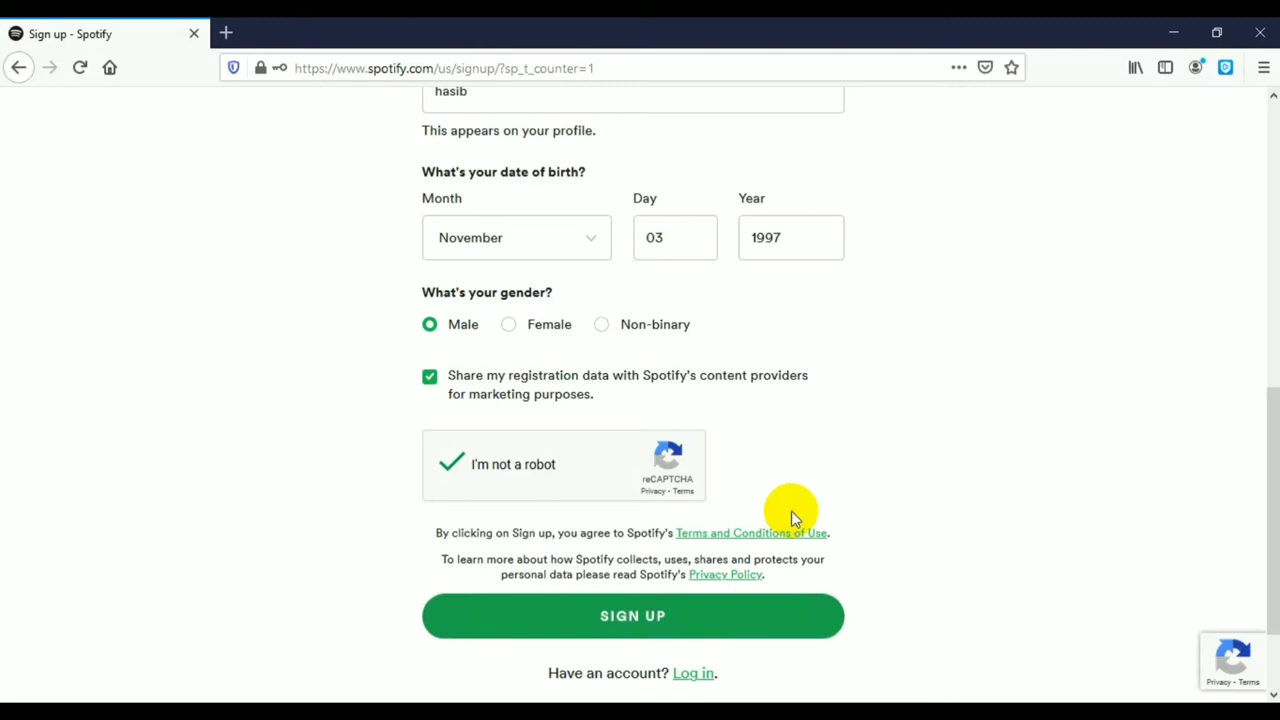 Sign up - Spotify
https://www.spotify.com/us/signup/?sp_t_counter=1
hasib
This appears on your profile.
What's your date of birth?
Month Day Year
November 03 1997
What's your gender?
Male Female Non-binary
Share my registration data with Spotify's content providers
for marketing purposes.
I'm not a robot
reCAPTCHA
Privacy - Terms
By clicking on Sign up, you agree to Spotify's Terms and Conditions of Use.
To learn more about how Spotify collects, uses, shares and protects your
personal data please read Spotify's Privacy Policy.
SIGN UP
Have an account? Log in.
Privacy - Terms